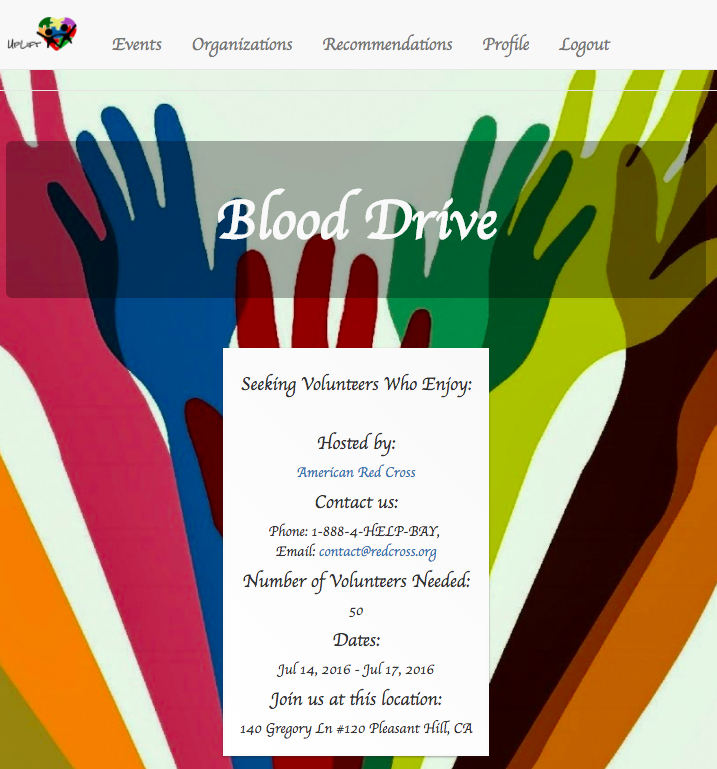 UpLift
Events Organizations Recommendations Profile Logout
Blood Drive
Seeking Volunteers Who Enjoy:
Hosted by:
American Red Cross
Contact us:
Phone: 1-888-4-HELP-BAY,
Email: contact@redcross.org
Number of Volunteers Needed:
50
Dates:
Jul 14, 2016 - Jul 17, 2016
Join us at this location:
140 Gregory Ln #120 Pleasant Hill, CA